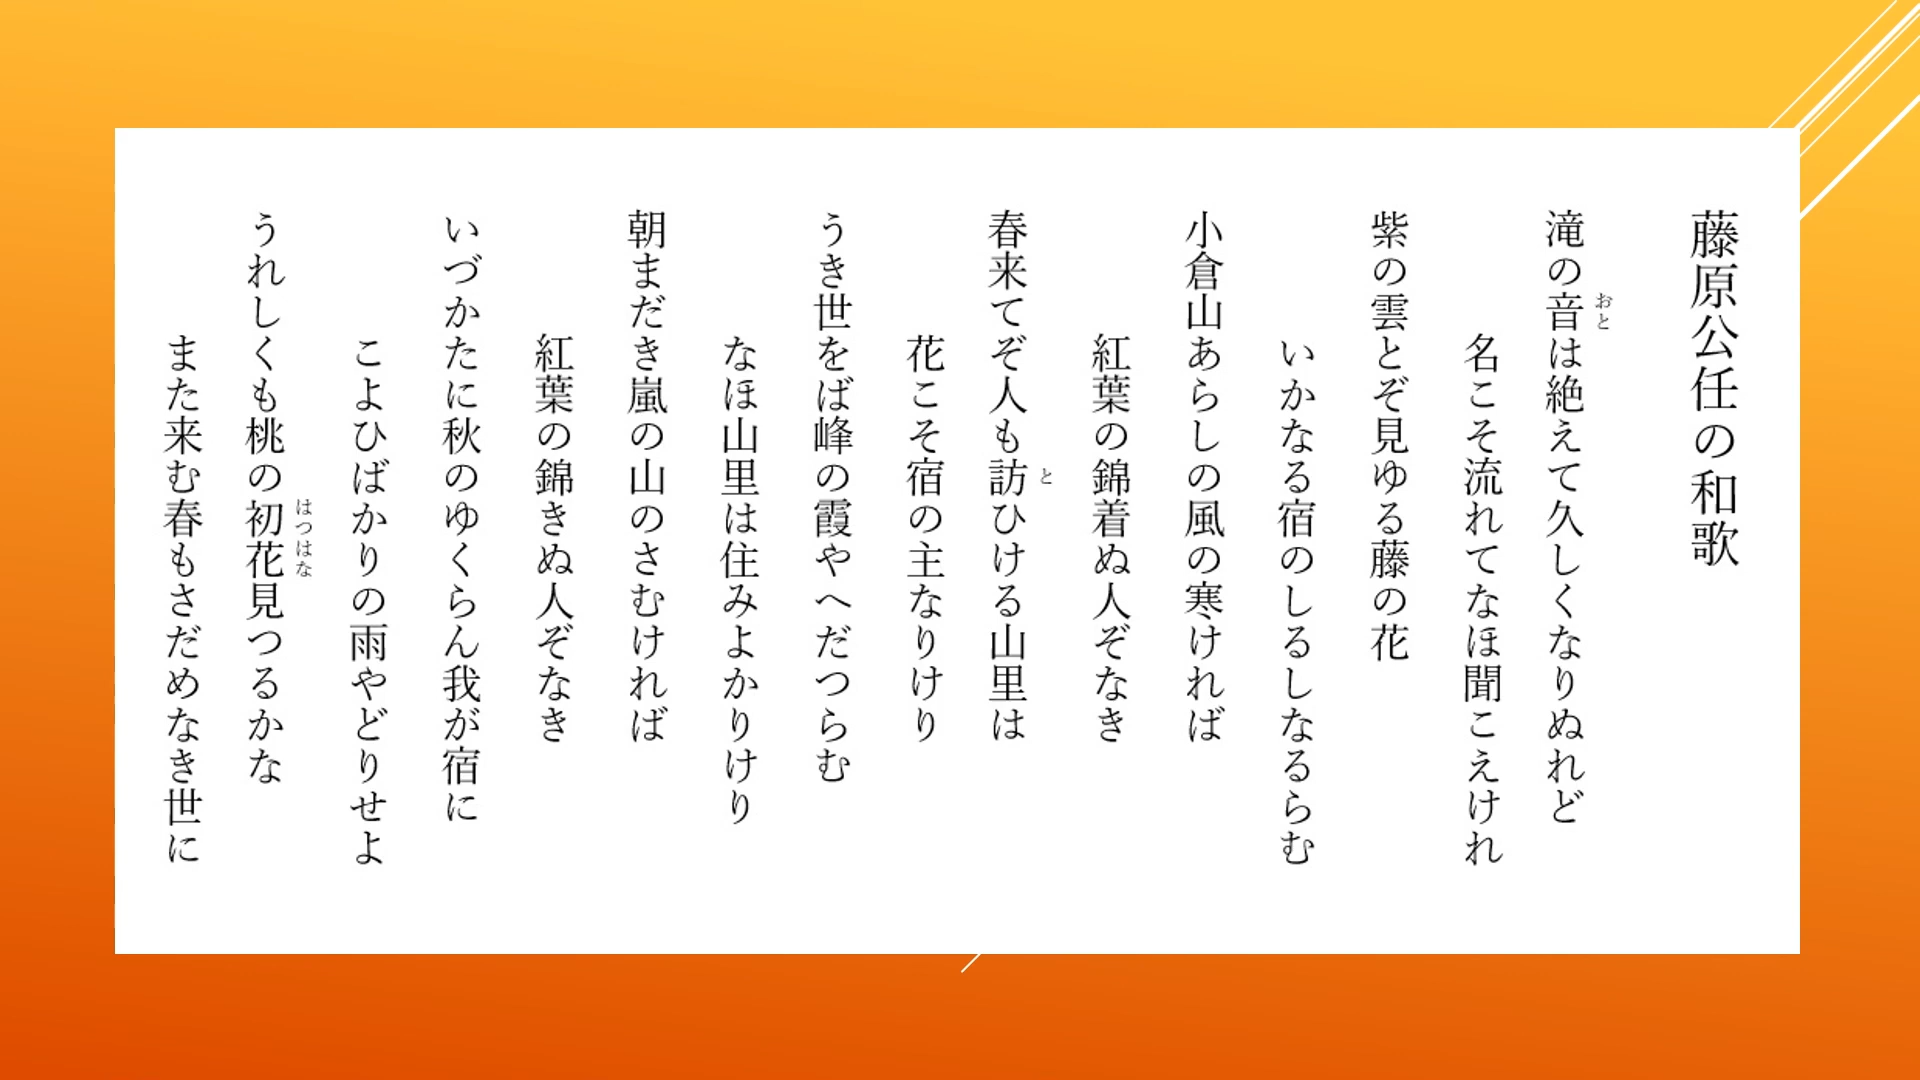 藤原公任の和歌
滝の音は絶えて久しくなりぬれど
おと
名こそ流れてなほ聞こえけれ
紫の雲とぞ見ゆる藤の花
いかなる宿のしるしなるらむ
小倉山あらしの風の寒ければ
紅葉の錦着ぬ人ぞなき
春来てぞ人も訪ひける山里は
と
花こそ宿の主なりけり
うき世をば峰の霞やへだつらむ
なほ山里は住みよかりけり
朝まだき嵐の山のさむければ
紅葉の錦きぬ人ぞなき
いづかたに秋のゆくらん我が宿に
こよひばかりの雨やどりせよ
うれしくも桃の初花見つるかな
はつはな
また来む春もさだめなき世に